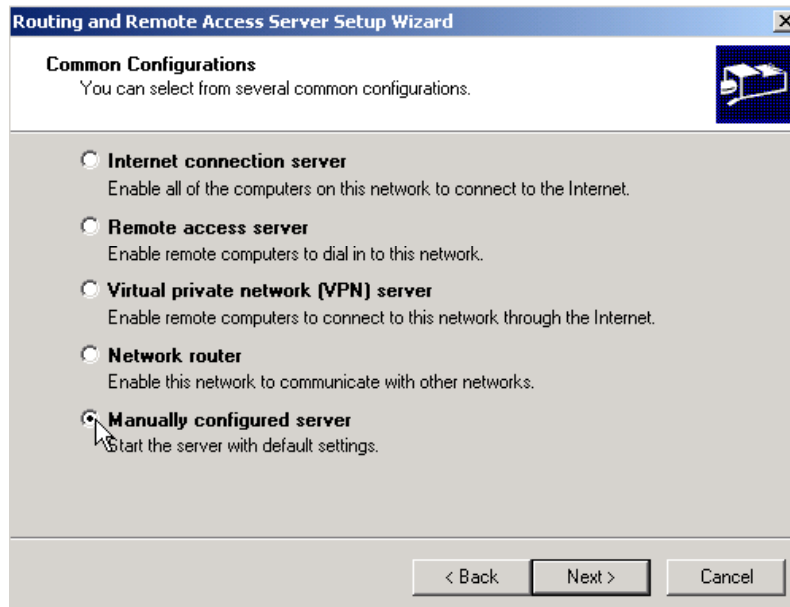 Routing and Remote Access Server Setup Wizard
Common Configurations
You can select from several common configurations.
Internet connection server
Enable all of the computers on this network to connect to the Internet.
Remote access server
Enable remote computers to dial in to this network.
Virtual private network (VPN) server
Enable remote computers to connect to this network through the Internet.
Network router
Enable this network to communicate with other networks.
Manually configured server
Start the server with default settings.
< Back Next > Cancel